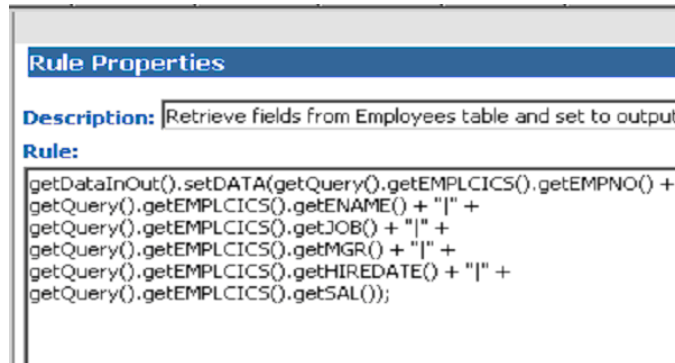 Rule Properties
Description: Retrieve fields from Employees table and set to output
Rule:
getDataInOut().setDATA(getQuery().getEMPLCICS().getEMPNO() +
getQuery().getEMPLCICS().getENAME() + "|" +
getQuery().getEMPLCICS().getJOB() + "|" +
getQuery().getEMPLCICS().getMGR() + "|" +
getQuery().getEMPLCICS().getHIREDATE() + "|" +
getQuery().getEMPLCICS().getSAL());